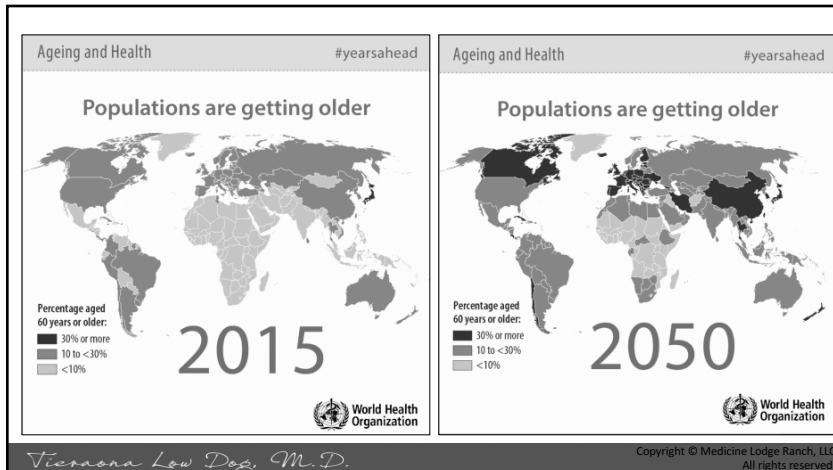 Ageing and Health
#yearsahead
Populations are getting older
Percentage aged
60 years or older:
30% or more
10 to <30%
<10%
2015
World Health
Organization
Ageing and Health
#yearsahead
Populations are getting older
Percentage aged
60 years or older:
30% or more
10 to <30%
<10%
2050
World Health
Organization
Tieraona Low Dog, M.D.
Copyright © Medicine Lodge Ranch, LLC
All rights reserved